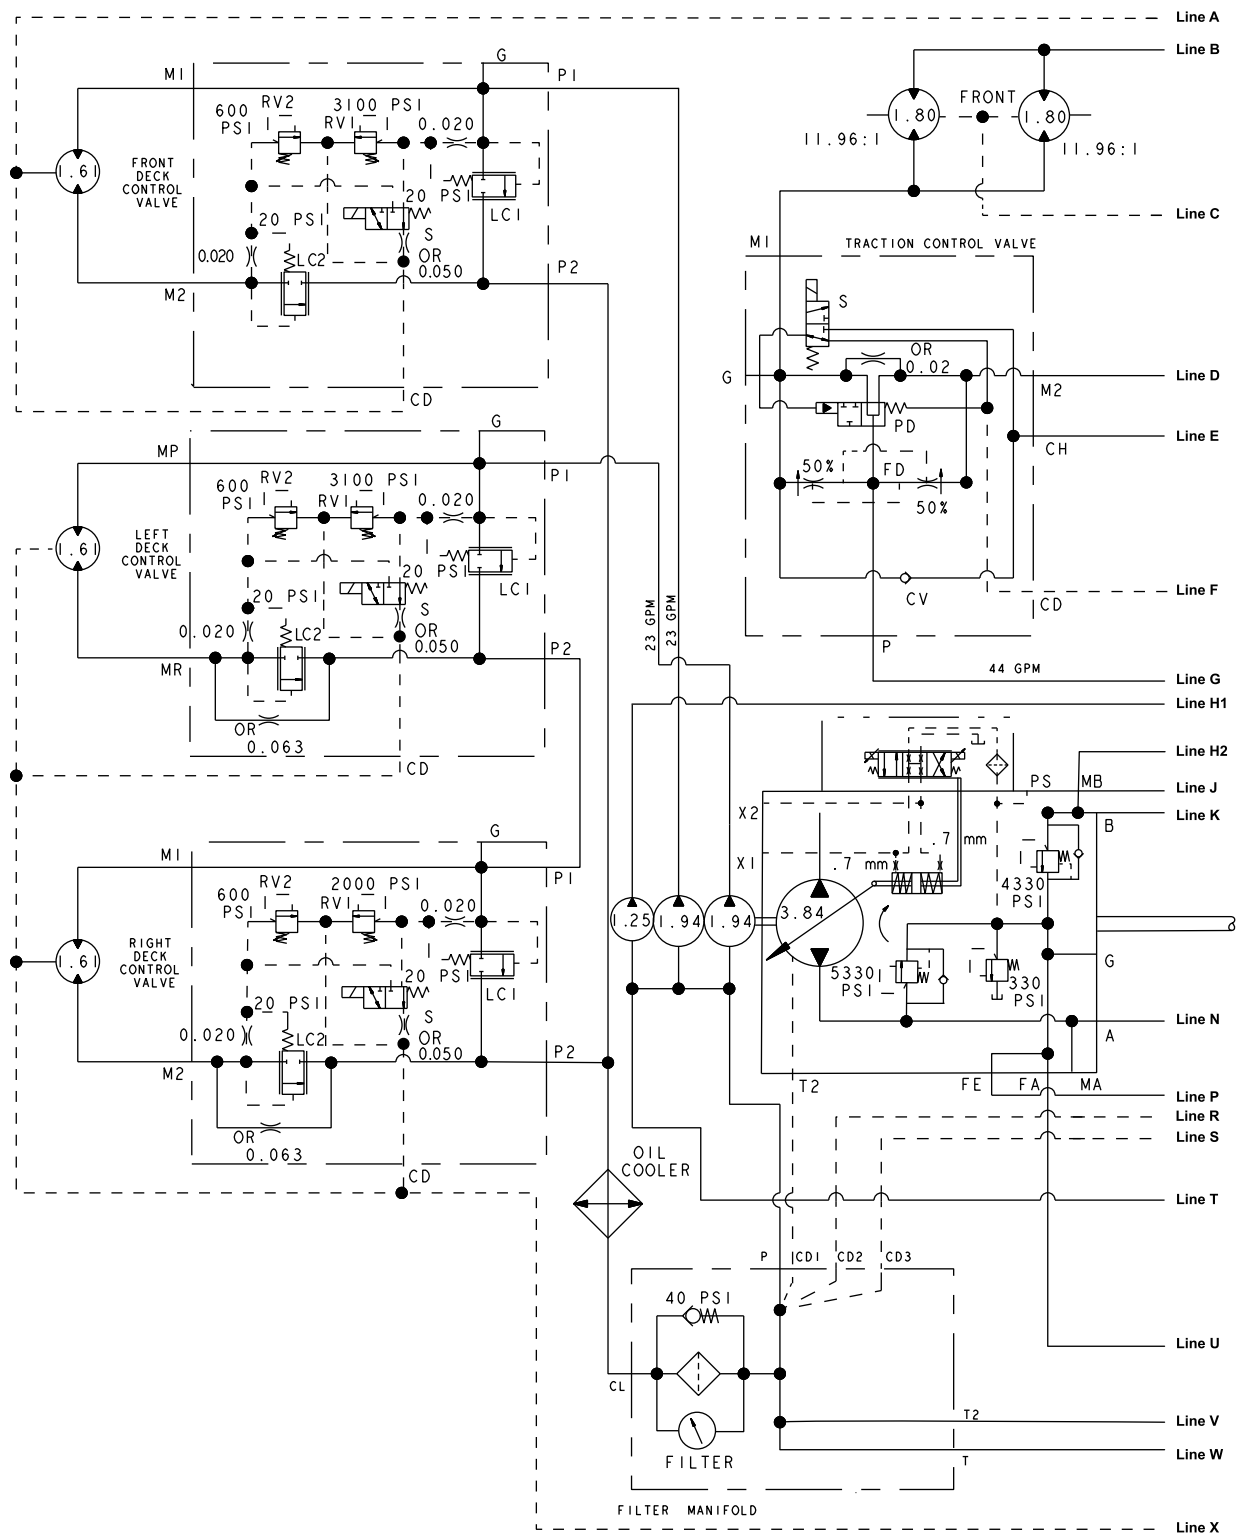 Line A
Line B
G
M1
P1
600
PSI
RV2
3100 PSI
RV1
0.020
FRONT
1.80
1.80
11.96:1
11.96:1
1.61
FRONT
DECK
CONTROL
VALVE
20
PSI
LC1
20 PSI
S
OR
0.050
0.020
LC2
M2
P2
CD
Line C
M1
TRACTION CONTROL VALVE
S
OR
0.02
G
M2
Line D
PD
CH
Line E
50%
FD
50%
CV
CD
Line F
P
44 GPM
Line G
G
MP
P1
600
PSI
RV2
3100 PSI
RV1
0.020
1.61
LEFT
DECK
CONTROL
VALVE
20
PSI
LC1
20 PSI
S
OR
0.050
0.020
LC2
MR
P2
OR
0.063
CD
23 GPM
23 GPM
Line H1
Line H2
PS
MB
Line J
X2
B
Line K
.7 mm
X1
.7 mm
4330
PSI
G
M1
P1
600
PSI
RV2
2000 PSI
RV1
0.020
1.25
1.94
1.94
3.84
1.61
RIGHT
DECK
CONTROL
VALVE
20
PSI
LC1
5330
PSI
330
PSI
G
20 PSI
S
OR
0.050
0.020
LC2
M2
P2
Line N
A
T2
FE
FA
MA
Line P
Line R
Line S
OR
0.063
CD
OIL
COOLER
Line T
P
CD1
CD2
CD3
40 PSI
Line U
CL
T2
Line V
FILTER
T
Line W
FILTER MANIFOLD
Line X